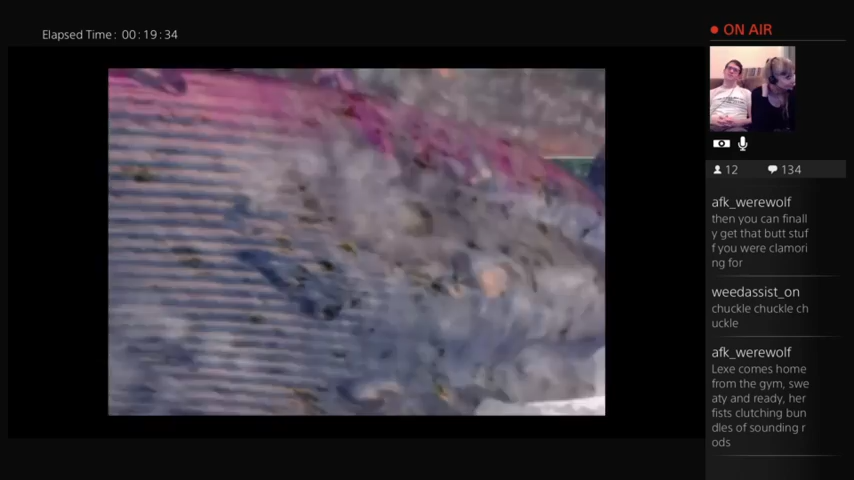 Elapsed Time: 00:19:34
ON AIR
12
134
afk_werewolf
then you can finall
y get that butt stuf
f you were clamori
ng for
weedassist_on
chuckle chuckle ch
uckle
afk_werewolf
Lexe comes home
from the gym, swe
aty and ready, her
fists clutching bun
dles of sounding r
ods